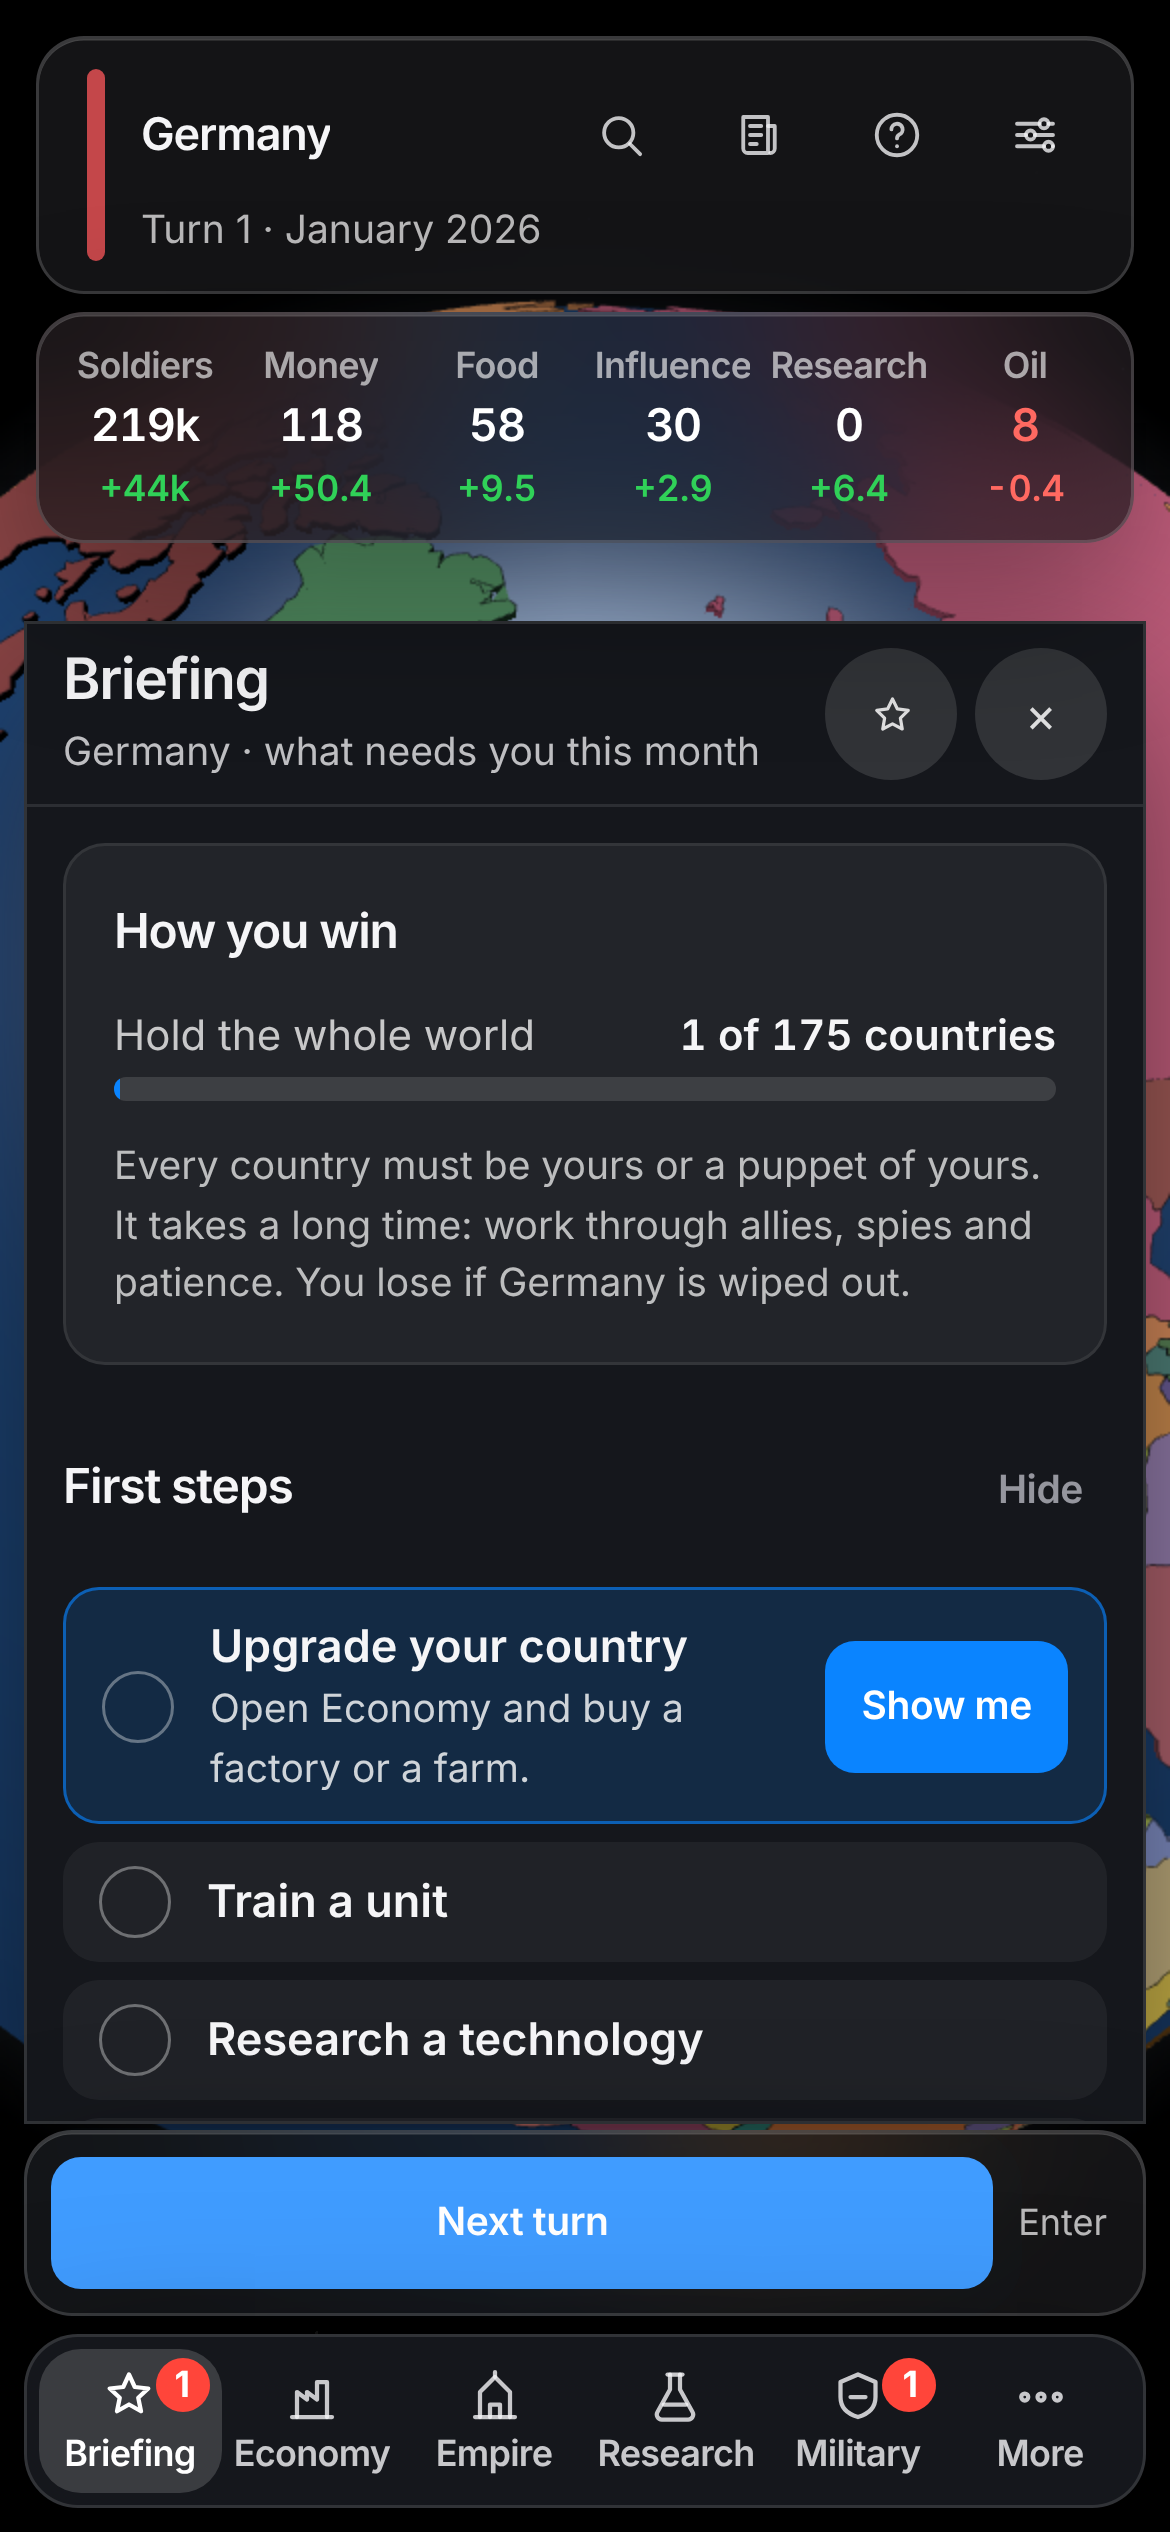 Germany
Turn 1 · January 2026
Soldiers Money Food Influence Research Oil
219k 118 58 30 0 8
+44k +50.4 +9.5 +2.9 +6.4 -0.4
Briefing
Germany · what needs you this month
How you win
Hold the whole world 1 of 175 countries
Every country must be yours or a puppet of yours.
It takes a long time: work through allies, spies and
patience. You lose if Germany is wiped out.
First steps Hide
Upgrade your country
Open Economy and buy a
factory or a farm.
Show me
Train a unit
Research a technology
Next turn Enter
1 1
Briefing Economy Empire Research Military More